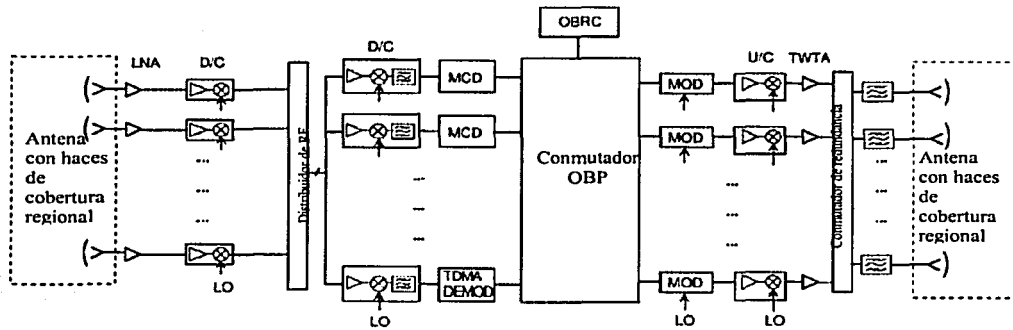 OBRC
D/C
U/C TWTA
LNA D/C
MCD
MOD
MCD
MOD
Antena
con haces
de
cobertura
regional
...
...
Distribuidor de RF
...
...
Conmutador
OBP
...
...
Conmutador de redundancia
...
...
Antena
con haces
de
cobertura
regional
TDMA
DEMOD
MOD
LO
LO
LO
LO